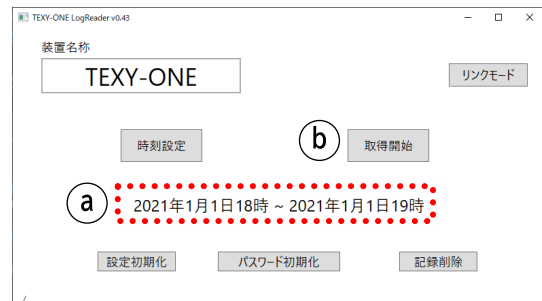 TEXY-ONE LogReader v0.43
装置名称
TEXY-ONE
リンクモード
時刻設定
ⓑ
取得開始
ⓐ
2021年1月1日18時 ~ 2021年1月1日19時
設定初期化
パスワード初期化
記録削除